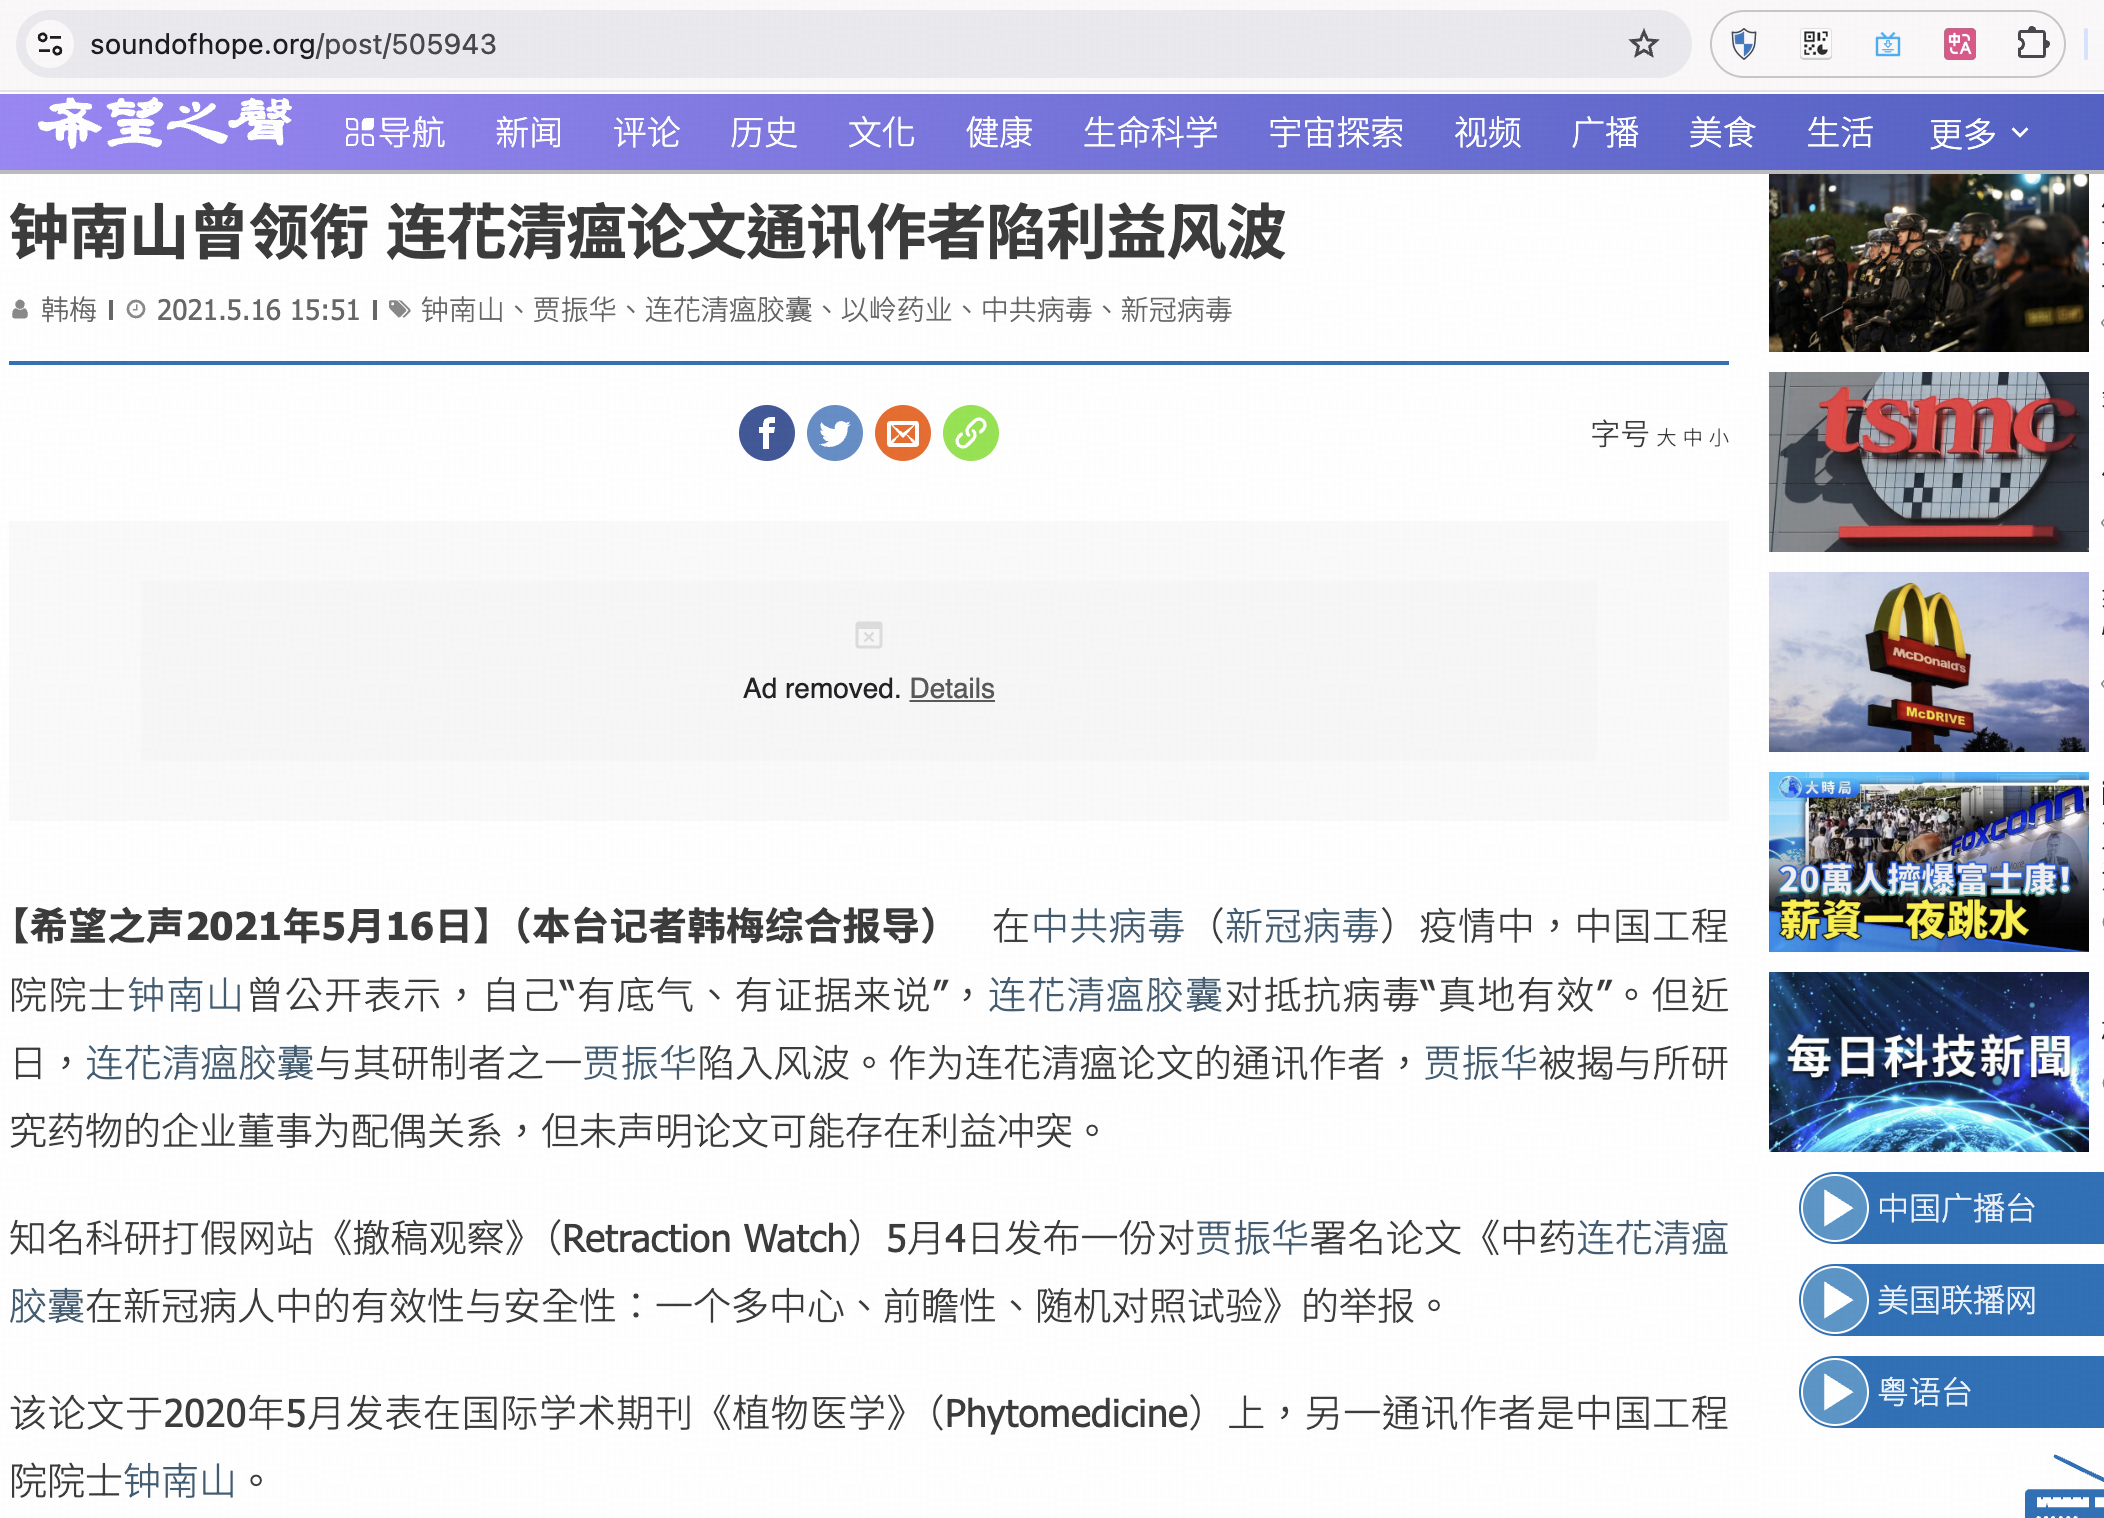 soundofhope.org/post/505943
希望之聲
导航 新闻 评论 历史 文化 健康 生命科学 宇宙探索 视频 广播 美食 生活 更多
钟南山曾领衔 连花清瘟论文通讯作者陷利益风波
韩梅 | 2021.5.16 15:51 | 钟南山、贾振华、连花清瘟胶囊、以岭药业、中共病毒、新冠病毒
字号 大 中 小
Ad removed. Details
【希望之声2021年5月16日】（本台记者韩梅综合报导） 在中共病毒（新冠病毒）疫情中，中国工程
院院士钟南山曾公开表示，自己“有底气、有证据来说”，连花清瘟胶囊对抵抗病毒“真地有效”。但近
日，连花清瘟胶囊与其研制者之一贾振华陷入风波。作为连花清瘟论文的通讯作者，贾振华被揭与所研
究药物的企业董事为配偶关系，但未声明论文可能存在利益冲突。
知名科研打假网站《撤稿观察》（Retraction Watch）5月4日发布一份对贾振华署名论文《中药连花清瘟
胶囊在新冠病人中的有效性与安全性：一个多中心、前瞻性、随机对照试验》的举报。
该论文于2020年5月发表在国际学术期刊《植物医学》（Phytomedicine）上，另一通讯作者是中国工程
院院士钟南山。
tsmc
McDonald's
McDRIVE
大時局
FOXCONN
20萬人擠爆富士康！
薪資一夜跳水
每日科技新聞
中国广播台
美国联播网
粤语台